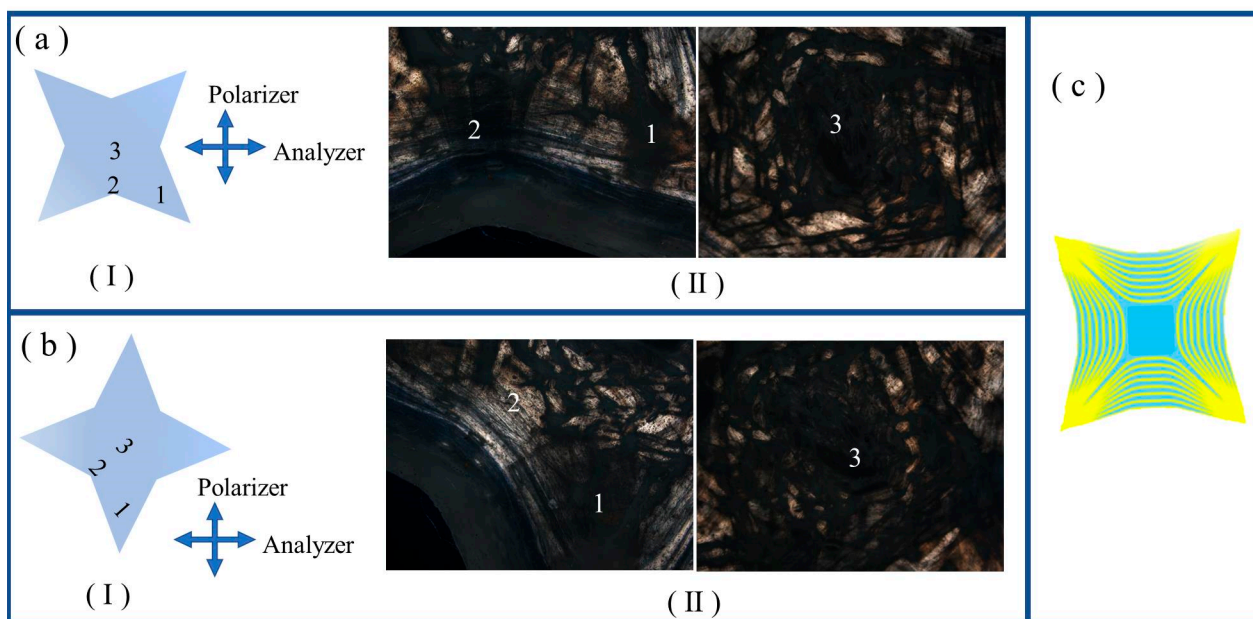 ( a )
Polarizer
Analyzer
3
2
1
( I )
2
1
3
( II )
( b )
3
2
1
Polarizer
Analyzer
( I )
2
1
3
( II )
( c )